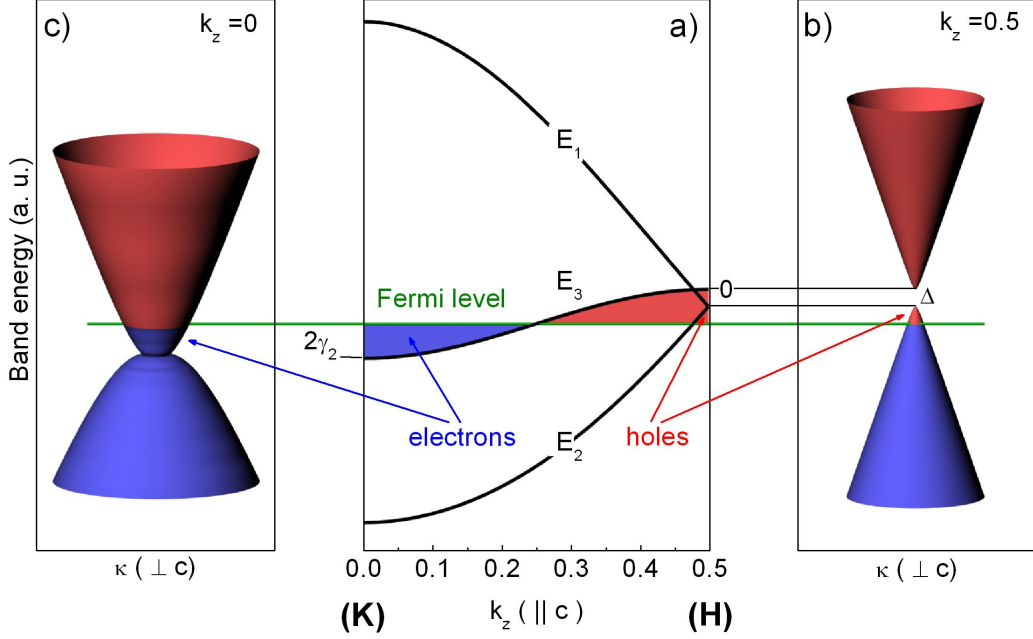 c)
k_z =0
a)
b)
k_z =0.5
Band energy (a. u.)
E_1
E_3
0
Δ
Fermi level
2γ_2
electrons
holes
E_2
κ ( ⊥ c)
0.0 0.1 0.2 0.3 0.4 0.5
κ ( ⊥ c)
(K)
k_z ( || c )
(H)